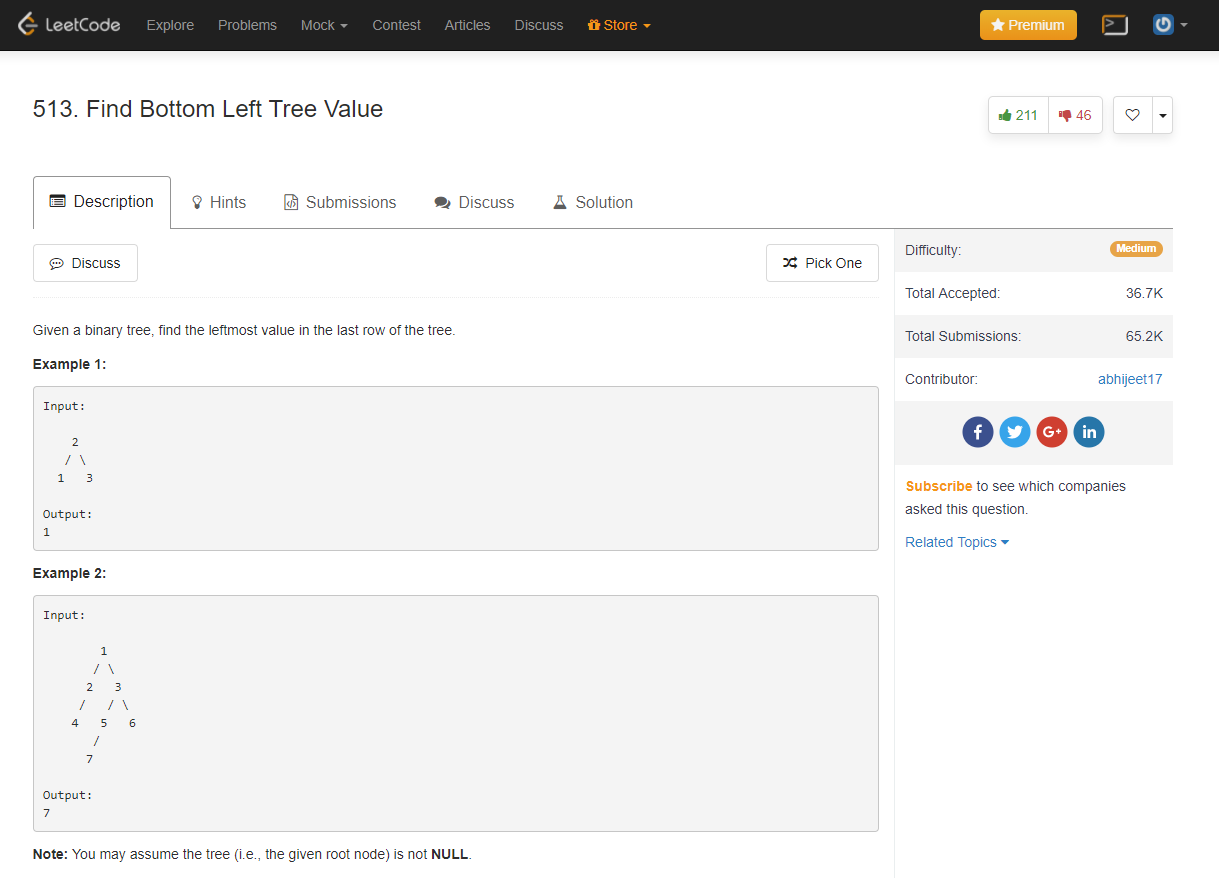 LeetCode Explore Problems Mock Contest Articles Discuss Store Premium
513. Find Bottom Left Tree Value
211 46
Description Hints Submissions Discuss Solution
Discuss Pick One
Given a binary tree, find the leftmost value in the last row of the tree.
Example 1:
Input:
    2
   / \
  1   3
Output:
1
Example 2:
Input:
        1
       / \
      2   3
     /   / \
    4   5   6
       /
      7
Output:
7
Note: You may assume the tree (i.e., the given root node) is not NULL.
Difficulty: Medium
Total Accepted: 36.7K
Total Submissions: 65.2K
Contributor: abhijeet17
f G+ in
Subscribe to see which companies
asked this question.
Related Topics